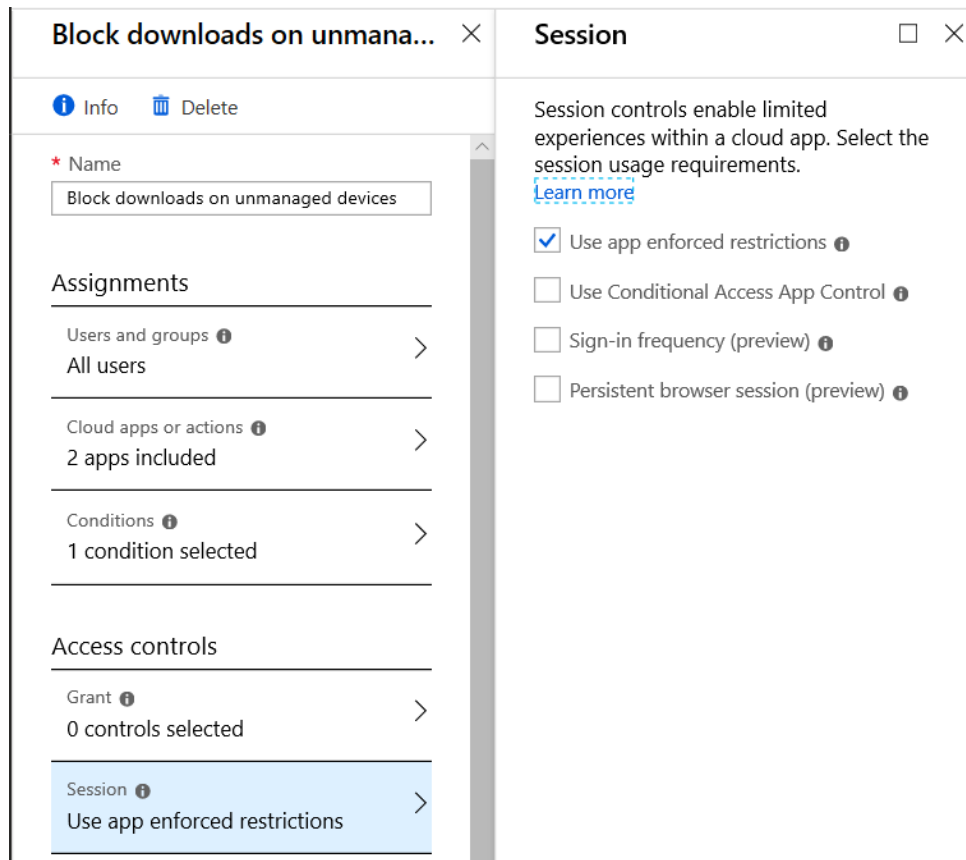 Block downloads on unmana...
Info
Delete
* Name
Block downloads on unmanaged devices
Assignments
Users and groups
All users
Cloud apps or actions
2 apps included
Conditions
1 condition selected
Access controls
Grant
0 controls selected
Session
Use app enforced restrictions
Session
Session controls enable limited
experiences within a cloud app. Select the
session usage requirements.
Learn more
Use app enforced restrictions
Use Conditional Access App Control
Sign-in frequency (preview)
Persistent browser session (preview)